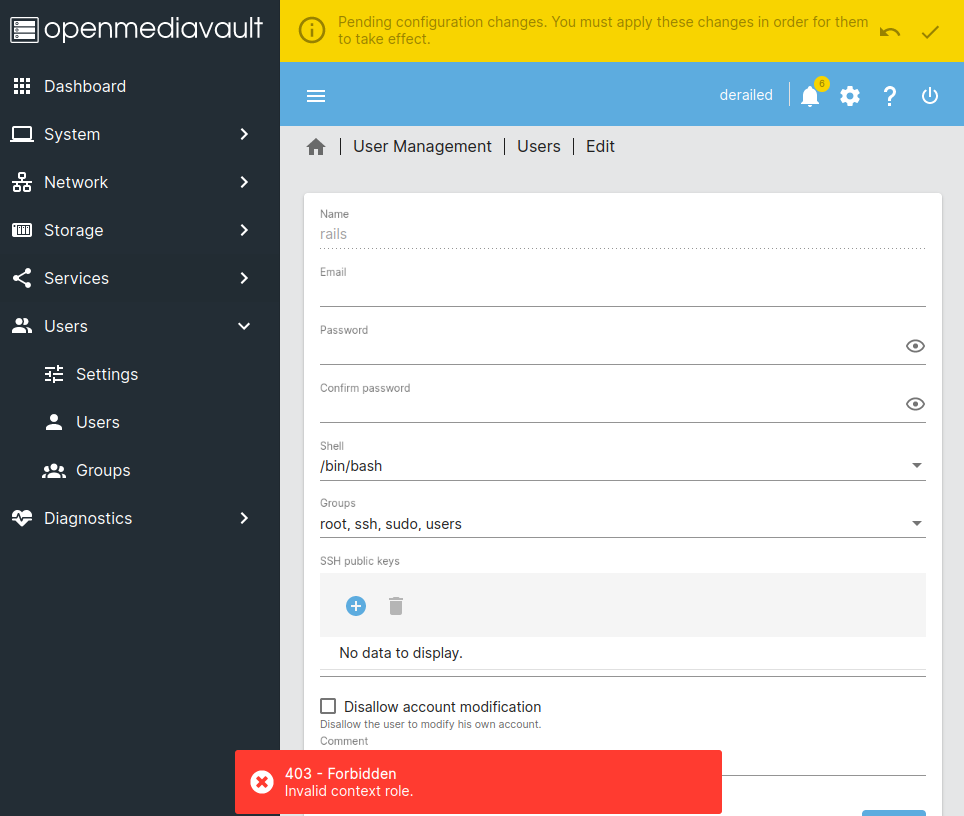 openmediavault
Pending configuration changes. You must apply these changes in order for them
to take effect.
Dashboard
System
Network
Storage
Services
Users
Settings
Users
Groups
Diagnostics
derailed
6
?
User Management
Users
Edit
Name
rails
Email
Password
Confirm password
Shell
/bin/bash
Groups
root, ssh, sudo, users
SSH public keys
No data to display.
Disallow account modification
Disallow the user to modify his own account.
Comment
403 - Forbidden
Invalid context role.